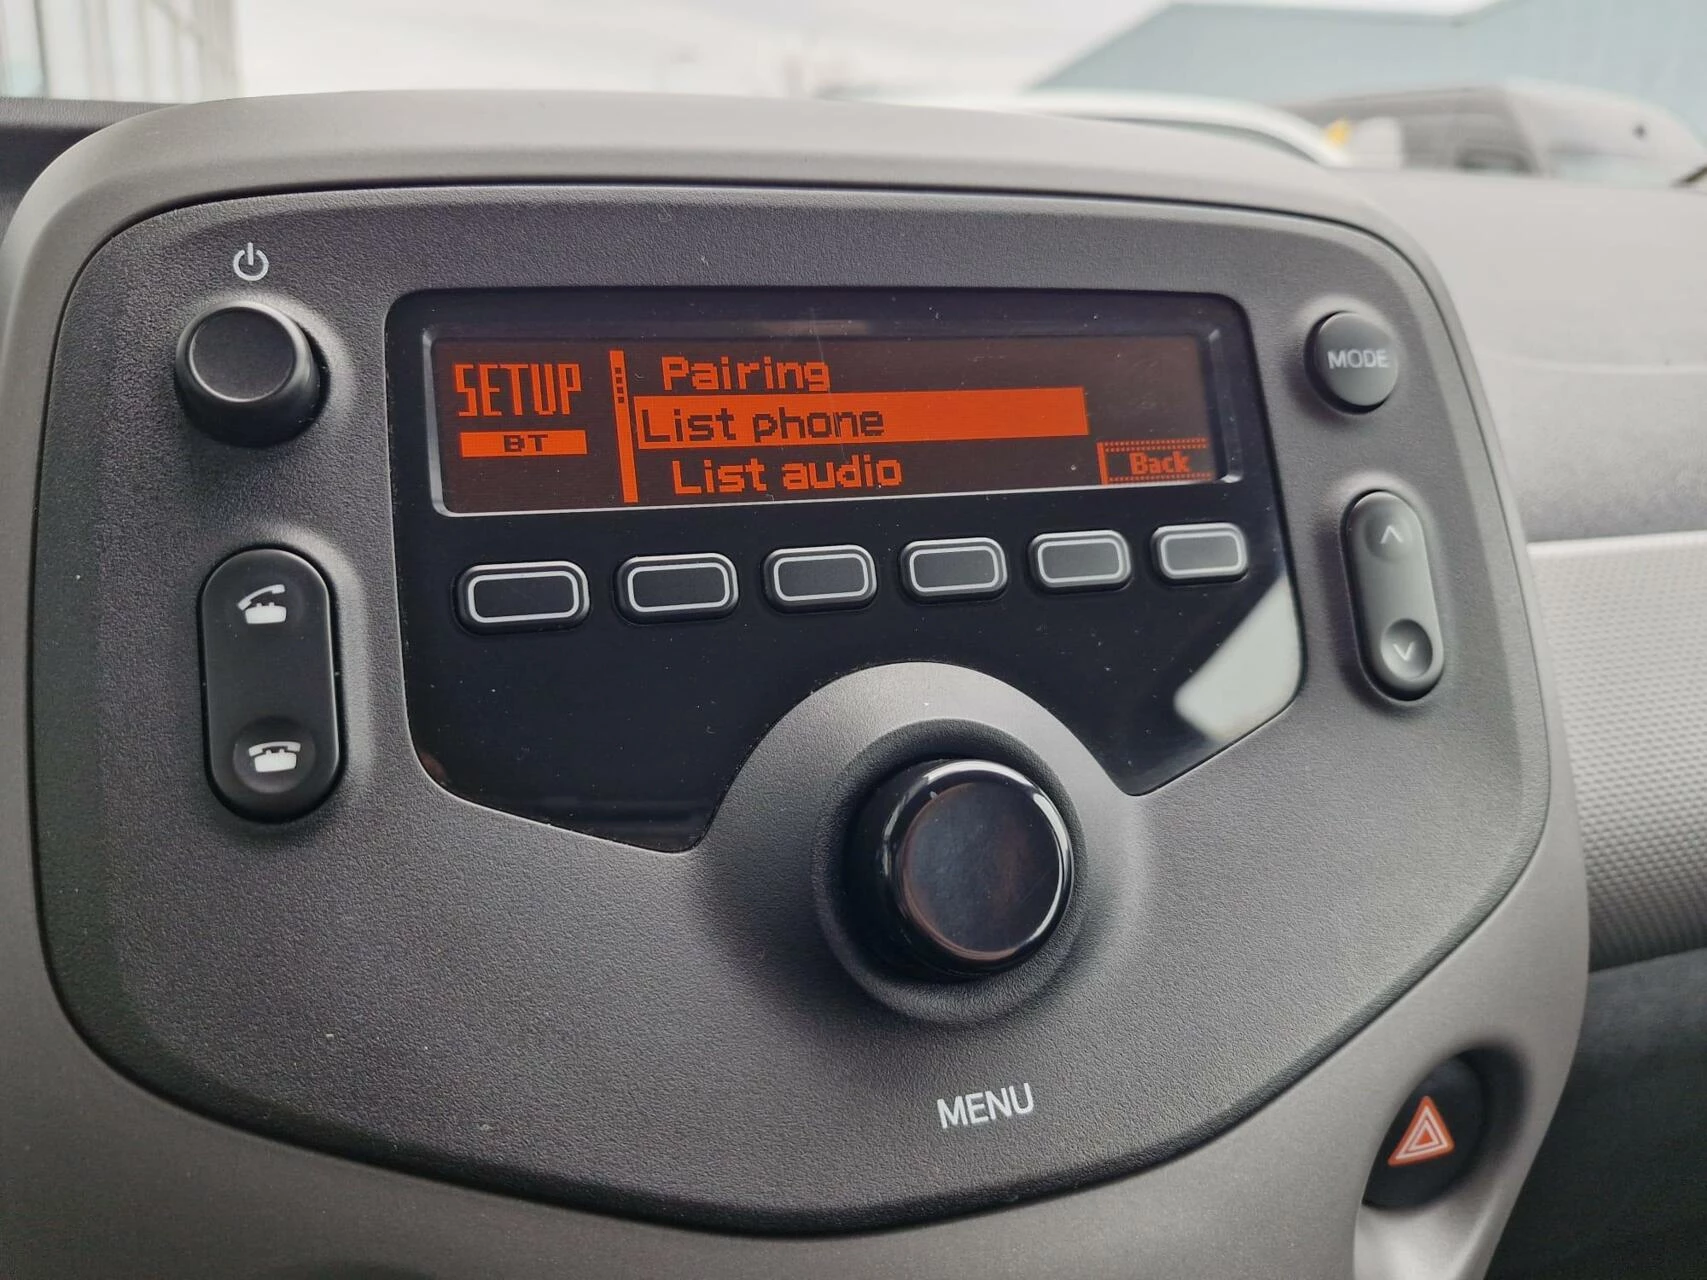 SETUP
BT
Pairing
List phone
List audio
Back
MODE
MENU